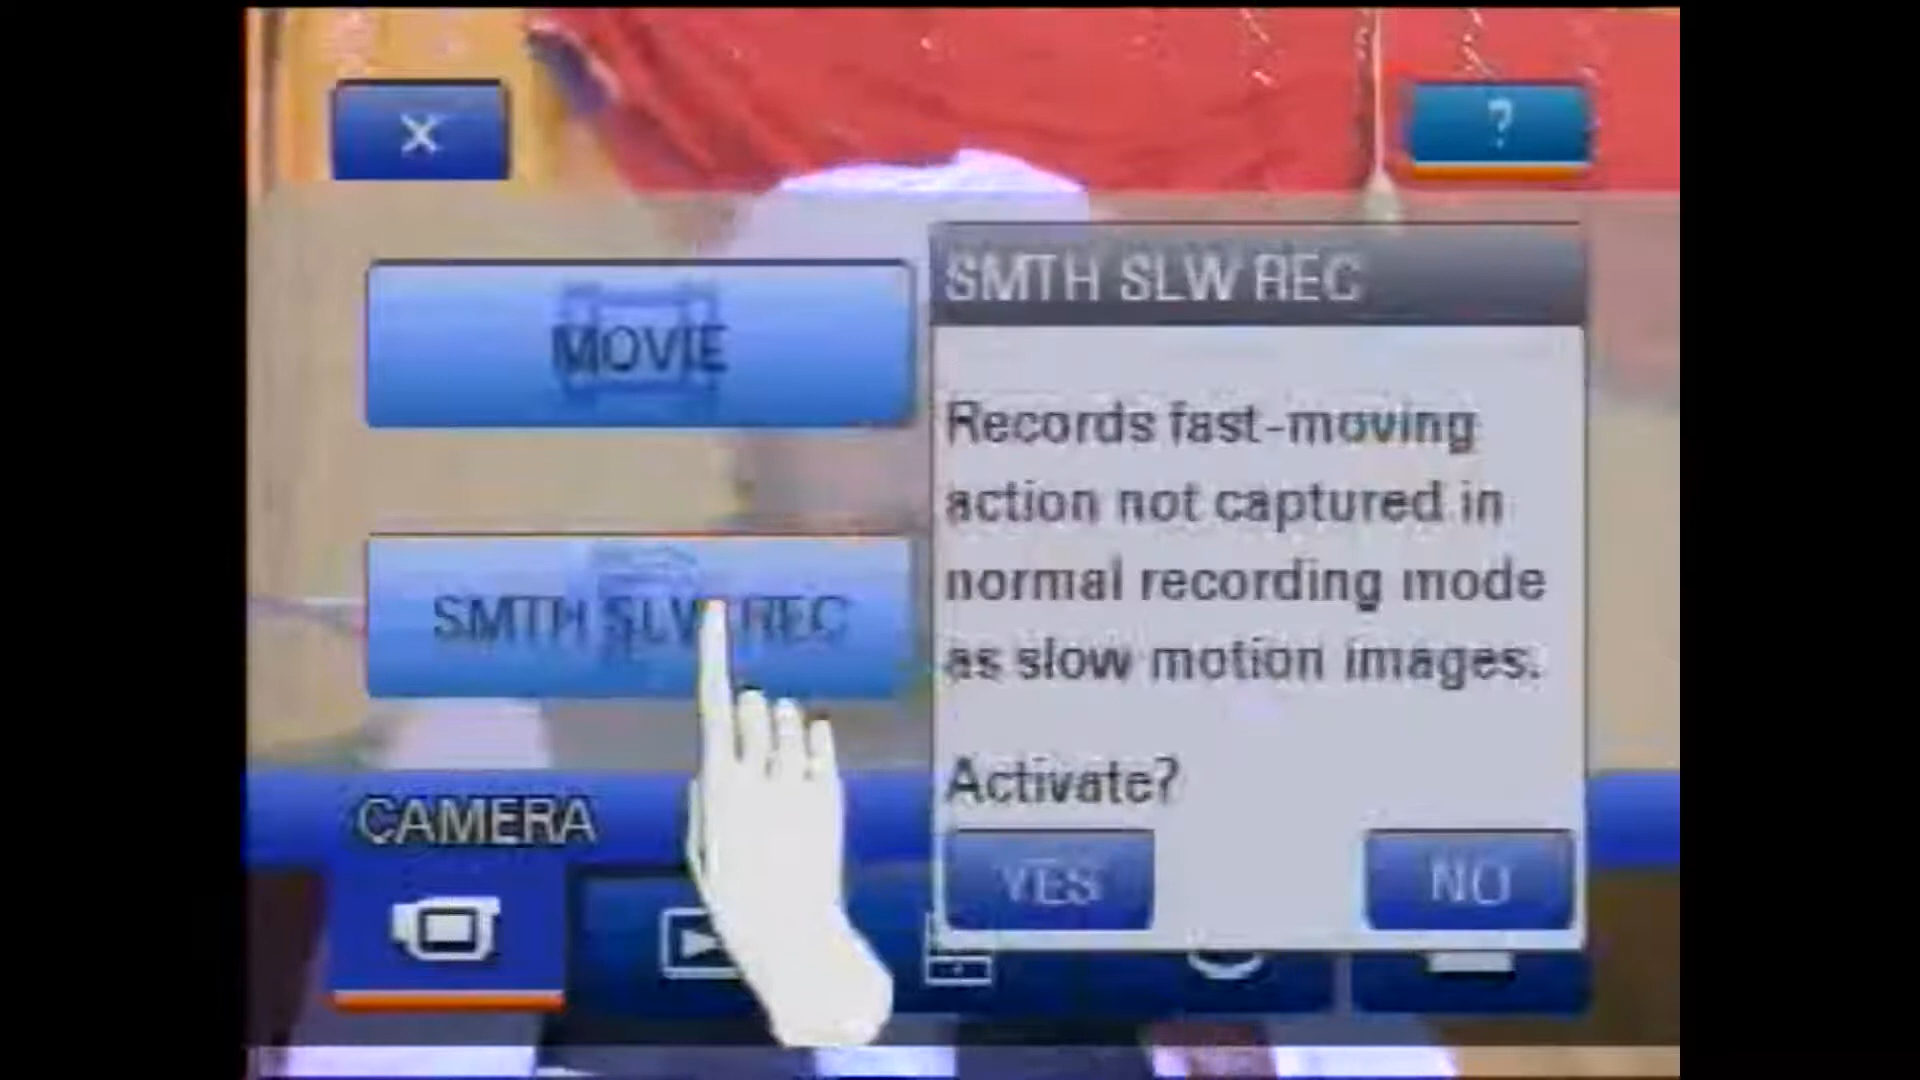 X
?
MOVIE
SMTH SLW REC
SMTH SLW REC
Records fast-moving
action not captured in
normal recording mode
as slow motion images.
Activate?
YES
NO
CAMERA